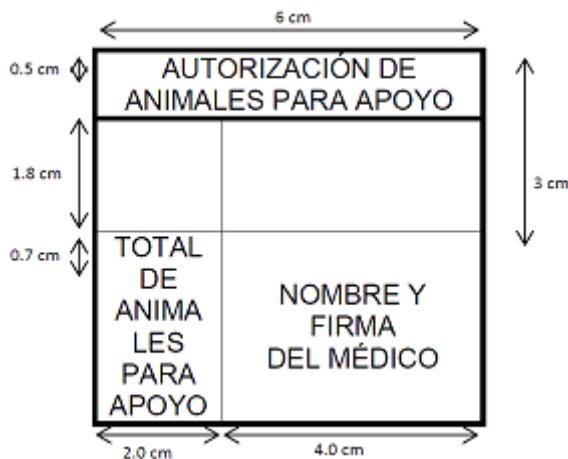 6 cm
0.5 cm
AUTORIZACIÓN DE
ANIMALES PARA APOYO
1.8 cm
3 cm
0.7 cm
TOTAL
DE
ANIMA
LES
PARA
APOYO
NOMBRE Y
FIRMA
DEL MÉDICO
2.0 cm
4.0 cm